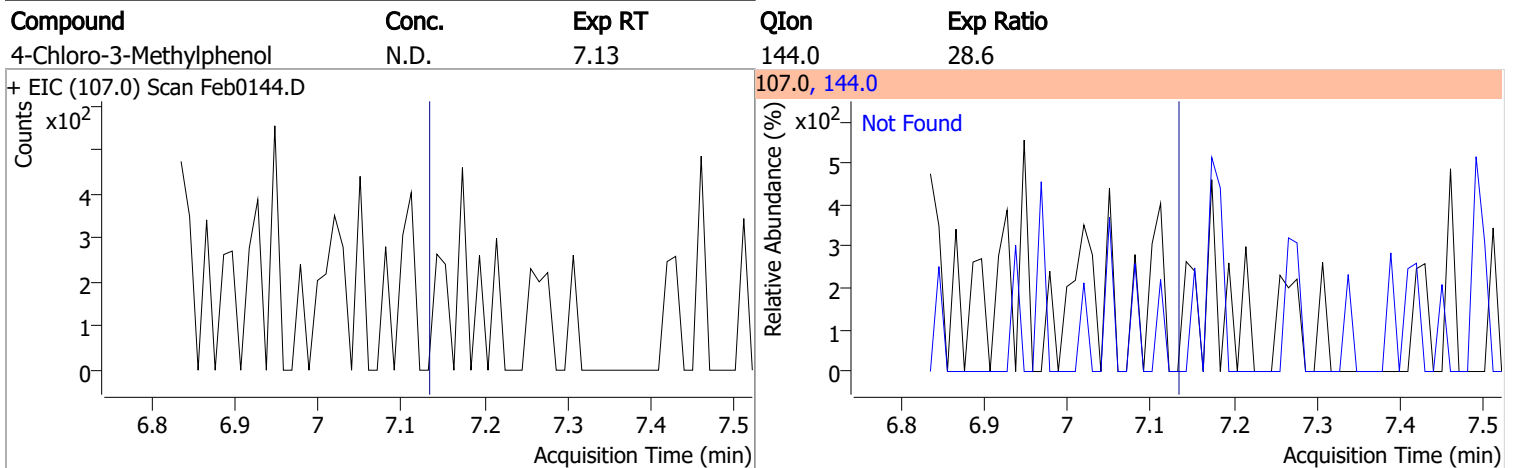 Compound Conc. Exp RT QIon Exp Ratio
4-Chloro-3-Methylphenol N.D. 7.13 144.0 28.6
+ EIC (107.0) Scan Feb0144.D
Counts
x10²
4
3
2
1
0
6.8 6.9 7 7.1 7.2 7.3 7.4 7.5
Acquisition Time (min)
107.0, 144.0
Relative Abundance (%)
x10²
Not Found
5
4
3
2
1
0
6.8 6.9 7 7.1 7.2 7.3 7.4 7.5
Acquisition Time (min)